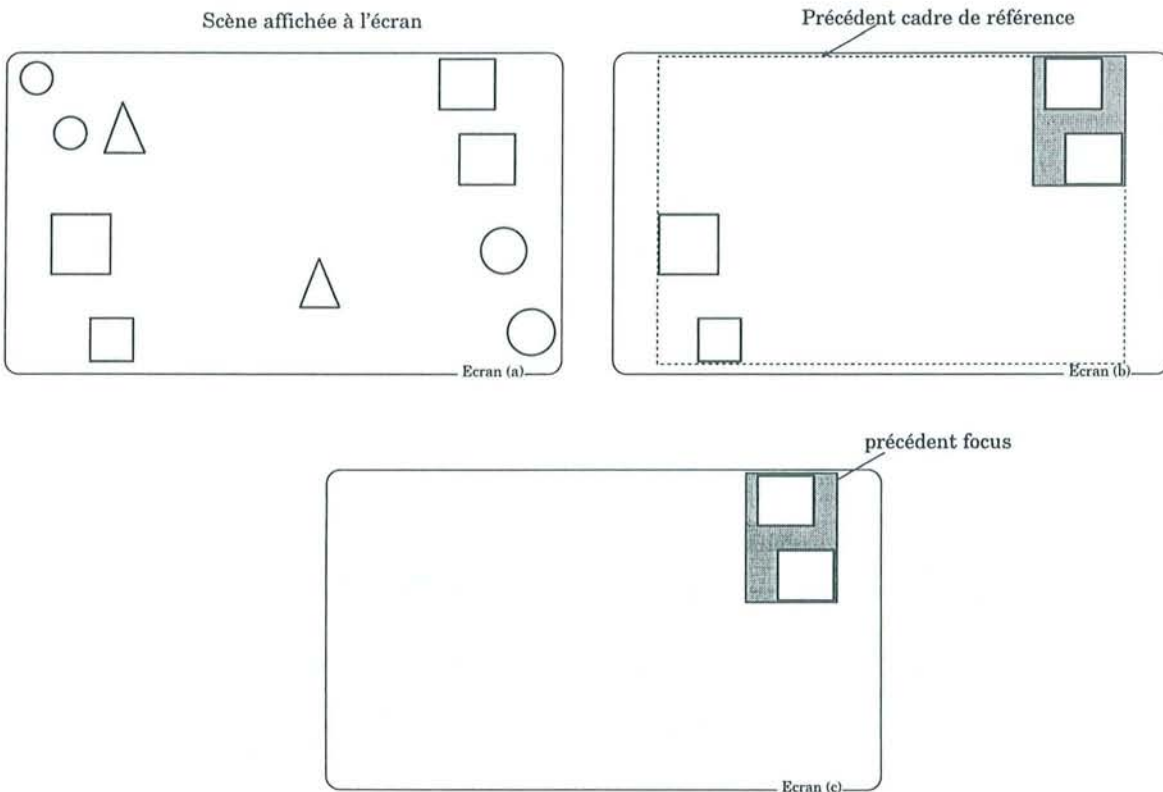 Scène affichée à l'écran
Précédent cadre de référence
Ecran (a)
Ecran (b)
précédent focus
Ecran (c)